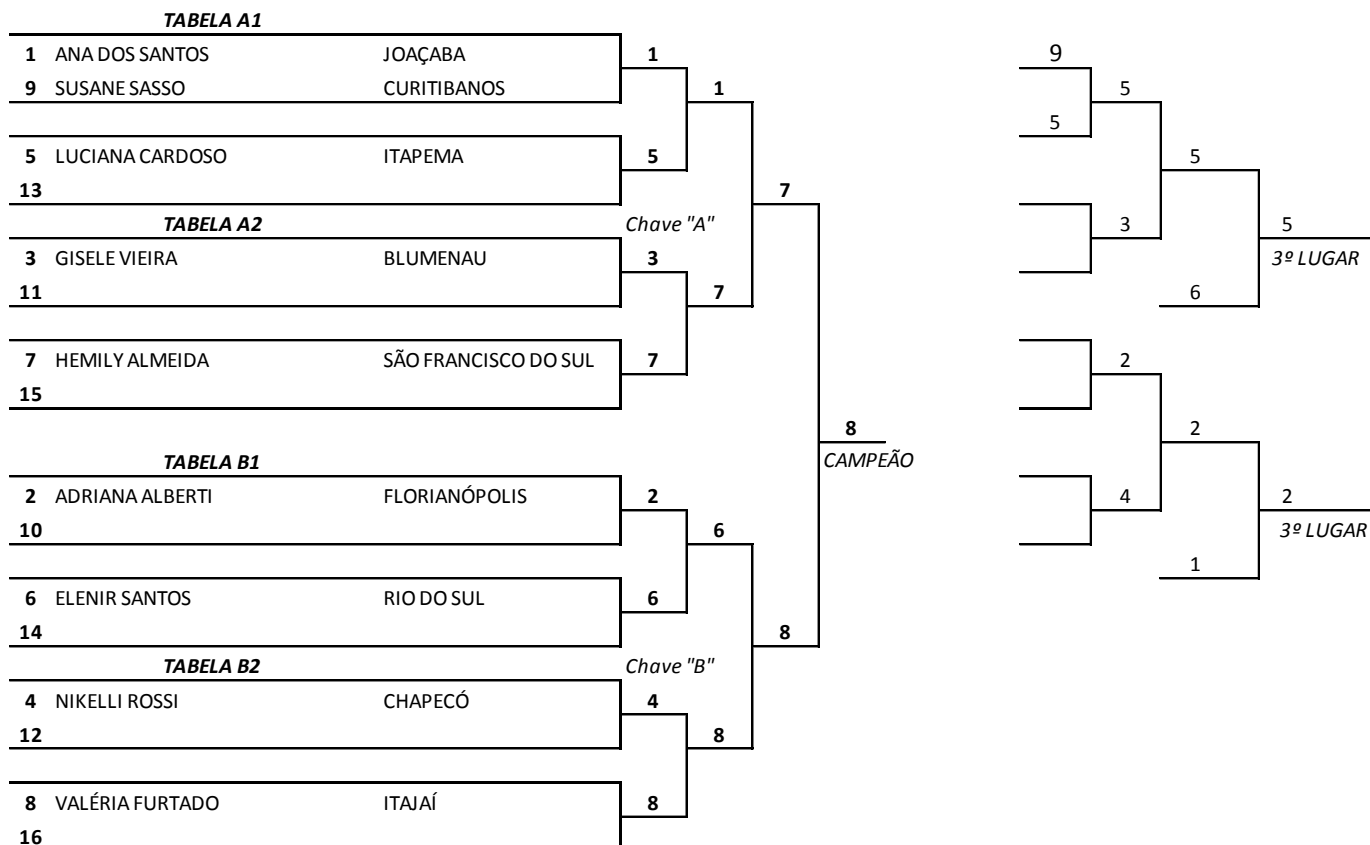 TABELA A1
1 ANA DOS SANTOS JOAÇABA 1 9
9 SUSANE SASSO CURITIBANOS 1 5
5
5 LUCIANA CARDOSO ITAPEMA 5 5
13 7
TABELA A2 Chave "A" 3 5
3 GISELE VIEIRA BLUMENAU 3 3º LUGAR
11 7 6
7 HEMILY ALMEIDA SÃO FRANCISCO DO SUL 7 2
15
8 2
TABELA B1 CAMPEÃO
2 ADRIANA ALBERTI FLORIANÓPOLIS 2 4 2
10 6 3º LUGAR
1
6 ELENIR SANTOS RIO DO SUL 6
14 8
TABELA B2 Chave "B"
4 NIKELLI ROSSI CHAPECÓ 4
12 8
8 VALÉRIA FURTADO ITAJAÍ 8
16